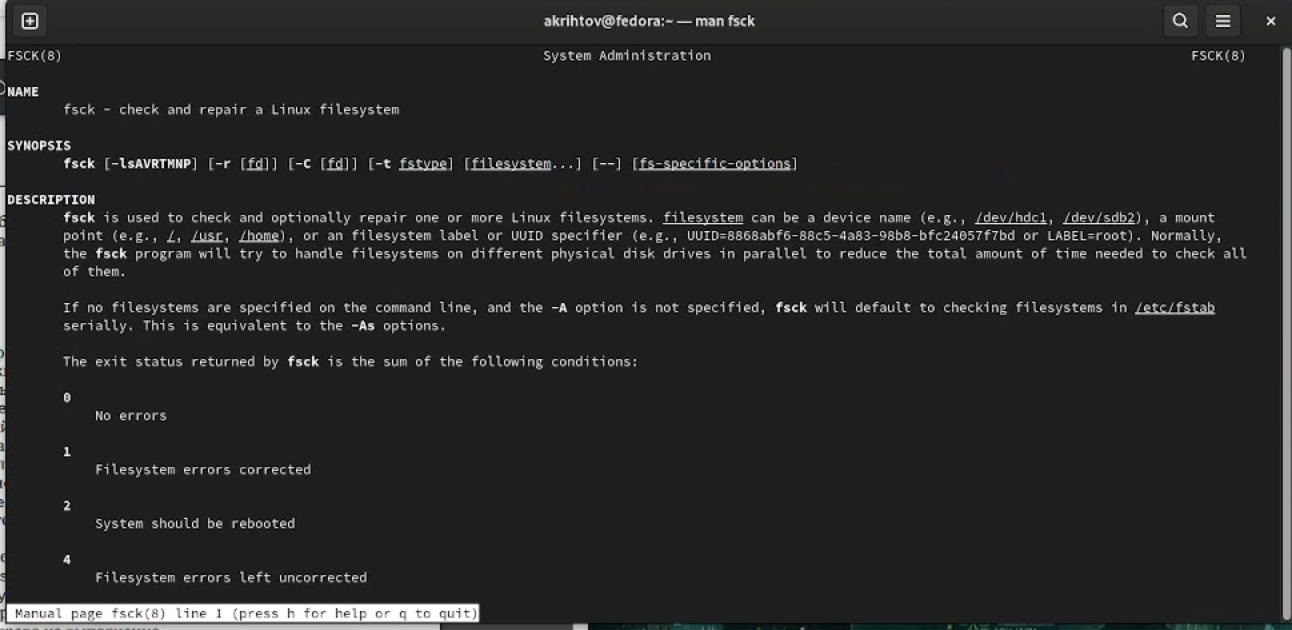 akrihtov@fedora:~ — man fsck
FSCK(8) System Administration FSCK(8)
NAME
fsck - check and repair a Linux filesystem
SYNOPSIS
fsck [-lsAVRTMNP] [-r [fd]] [-C [fd]] [-t fstype] [filesystem...] [--] [fs-specific-options]
DESCRIPTION
fsck is used to check and optionally repair one or more Linux filesystems. filesystem can be a device name (e.g., /dev/hdc1, /dev/sdb2), a mount
point (e.g., /, /usr, /home), or an filesystem label or UUID specifier (e.g., UUID=8868abf6-88c5-4a83-98b8-bfc24057f7bd or LABEL=root). Normally,
the fsck program will try to handle filesystems on different physical disk drives in parallel to reduce the total amount of time needed to check all
of them.
If no filesystems are specified on the command line, and the -A option is not specified, fsck will default to checking filesystems in /etc/fstab
serially. This is equivalent to the -As options.
The exit status returned by fsck is the sum of the following conditions:
0
No errors
1
Filesystem errors corrected
2
System should be rebooted
4
Filesystem errors left uncorrected
Manual page fsck(8) line 1 (press h for help or q to quit)